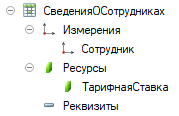 СведенияОСотрудниках
Измерения
Сотрудник
Ресурсы
ТарифнаяСтавка
Реквизиты